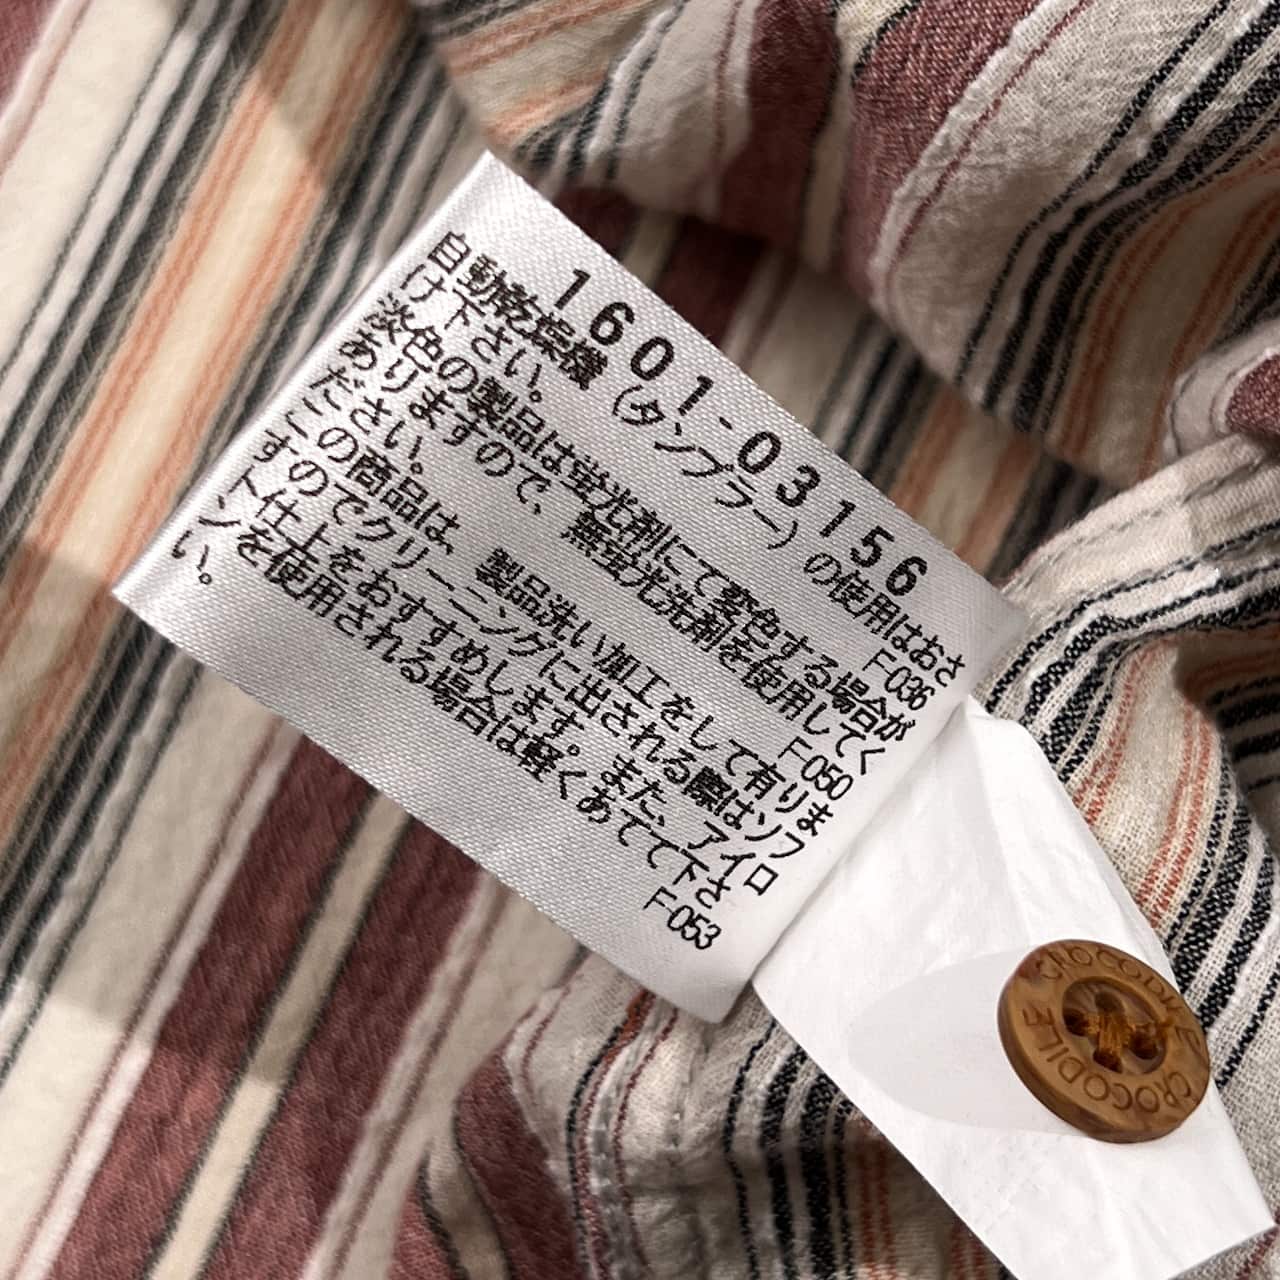 1601-03156
自動乾燥機(タンブラー)の使用はおさ
け下さい。 F-036
淡色の製品は蛍光剤にて変色する場合が
ありますので、無蛍光洗剤を使用してく
ださい。 F-050
この商品は、製品洗い加工をして有りま
すのでクリーニングに出される際はソフ
ト仕上をおすすめします。また、アイロ
ンを使用される場合は軽くあてて下さ
い。 F-053
CROCODILE
CROCODILE